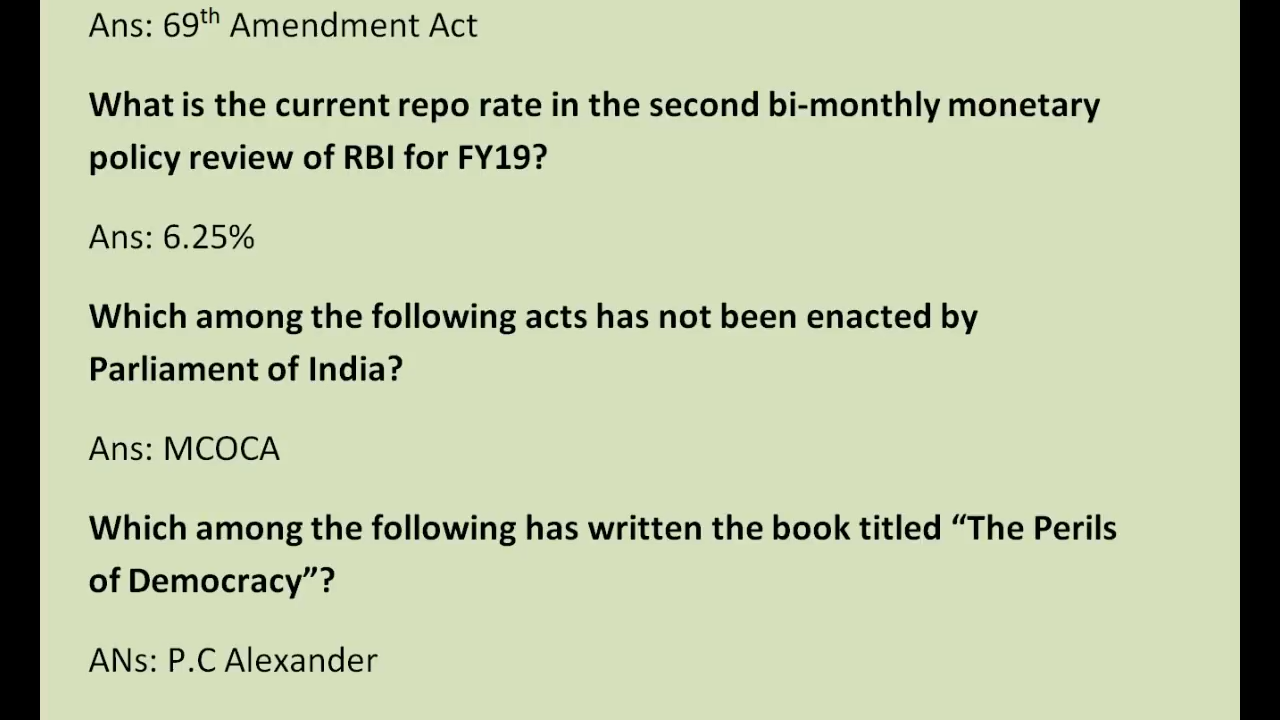 Ans: 69th Amendment Act
What is the current repo rate in the second bi-monthly monetary
policy review of RBI for FY19?
Ans: 6.25%
Which among the following acts has not been enacted by
Parliament of India?
Ans: MCOCA
Which among the following has written the book titled “The Perils
of Democracy”?
ANs: P.C Alexander